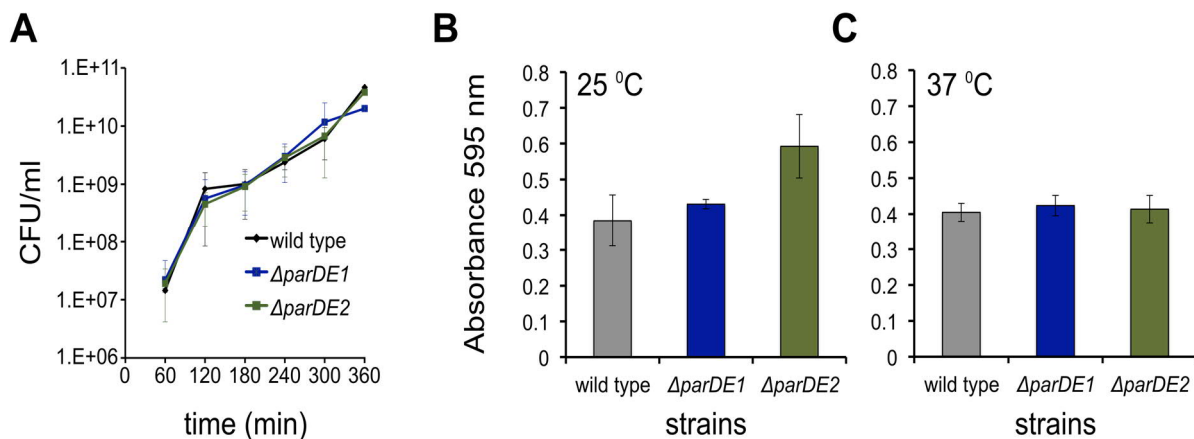 A
CFU/ml
1.E+11
1.E+10
1.E+09
1.E+08
1.E+07
1.E+06
0 60 120 180 240 300 360
time (min)
wild type
ΔparDE1
ΔparDE2
B
Absorbance 595 nm
25 ⁰C
0.8
0.7
0.6
0.5
0.4
0.3
0.2
0.1
0
wild type ΔparDE1 ΔparDE2
strains
C
37 ⁰C
0.8
0.7
0.6
0.5
0.4
0.3
0.2
0.1
0
wild type ΔparDE1 ΔparDE2
strains